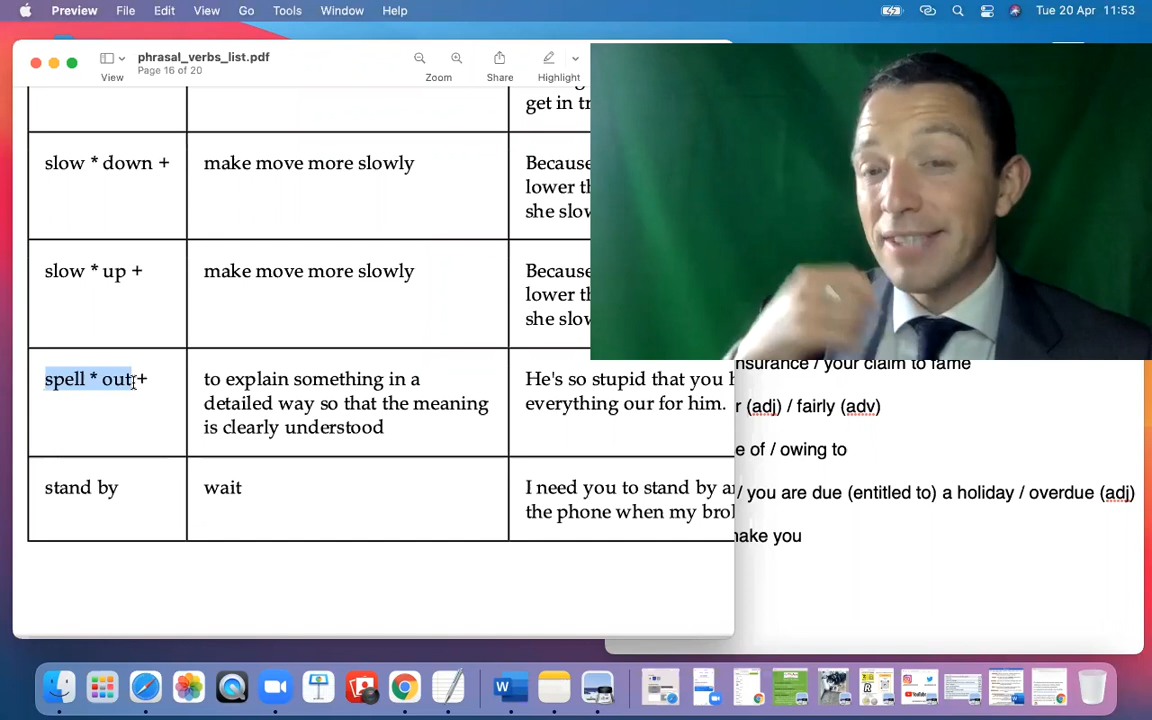 Preview File Edit View Go Tools Window Help Tue 20 Apr 11:53
phrasal_verbs_list.pdf
Page 16 of 20
View Zoom Share Highlight
get in tr
slow * down + make move more slowly Because
lower th
she slow
slow * up + make move more slowly Because
lower th
she slow
spell * out + to explain something in a He's so stupid that you h
detailed way so that the meaning everything our for him.
is clearly understood
stand by wait I need you to stand by a
the phone when my bro
nsurance / your claim to fame
r (adj) / fairly (adv)
e of / owing to
/ you are due (entitled to) a holiday / overdue (adj)
nake you